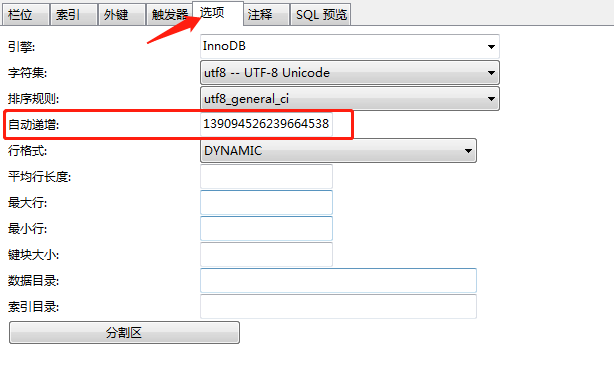 栏位 索引 外键 触发器 选项 注释 SQL 预览
引擎: InnoDB
字符集: utf8 -- UTF-8 Unicode
排序规则: utf8_general_ci
自动递增: 139094526239664538
行格式: DYNAMIC
平均行长度:
最大行:
最小行:
键块大小:
数据目录:
索引目录:
分割区